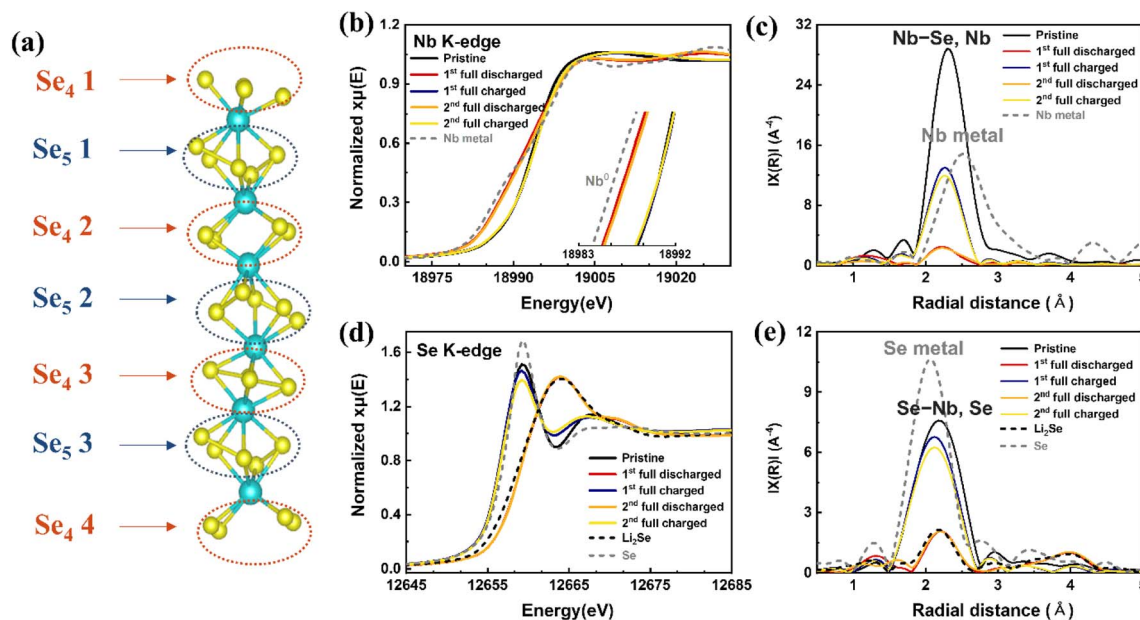 (a)
Se₄ 1
Se₅ 1
Se₄ 2
Se₅ 2
Se₄ 3
Se₅ 3
Se₄ 4
(b)
Nb K-edge
Pristine
1st full discharged
1st full charged
2nd full discharged
2nd full charged
Nb metal
Nb⁰
18983 18992
1.2
0.9
0.6
0.3
0.0
Normalized xμ(E)
18975 18990 19005 19020
Energy(eV)
(c)
Nb−Se, Nb
Nb metal
Pristine
1st full discharged
1st full charged
2nd full discharged
2nd full charged
Nb metal
32
24
16
8
0
IX(R)I (A⁻⁴)
1 2 3 4 5
Radial distance ( Å )
(d)
Se K-edge
Pristine
1st full discharged
1st full charged
2nd full discharged
2nd full charged
Li₂Se
Se
1.6
1.2
0.8
0.4
0.0
Normalized xμ(E)
12645 12655 12665 12675 12685
Energy(eV)
(e)
Se metal
Se−Nb, Se
Pristine
1st full discharged
1st full charged
2nd full discharged
2nd full charged
Li₂Se
Se
12
9
6
3
0
IX(R)I (A⁻⁴)
1 2 3 4 5
Radial distance ( Å )